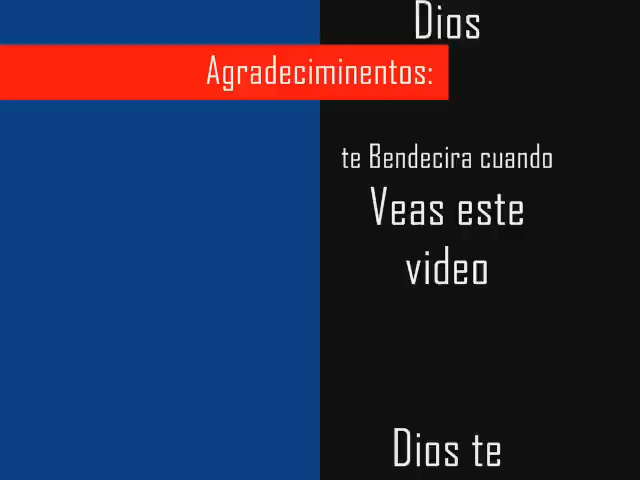 Dios
Agradeciminentos:
te Bendecira cuando
Veas este
video
Dios te